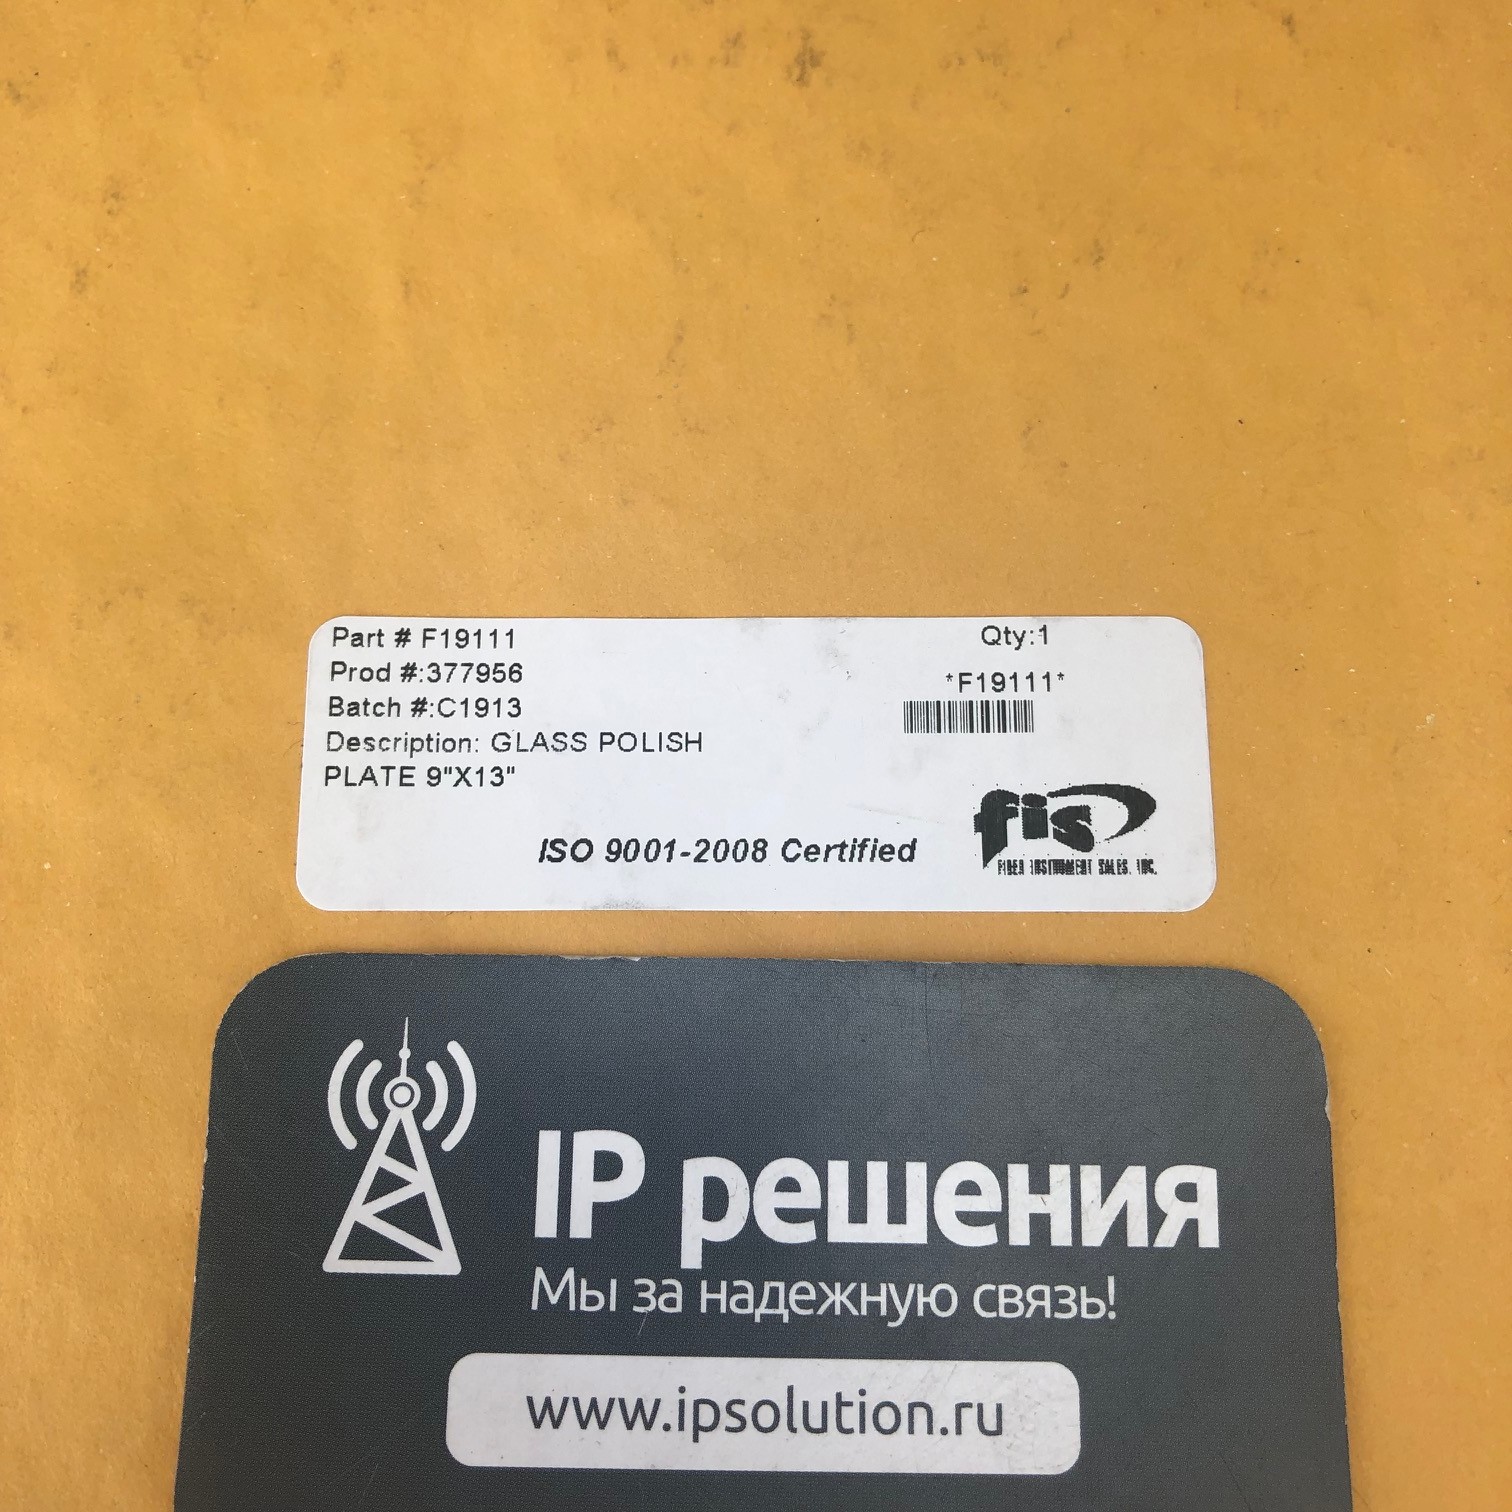 Part # F19111
Qty:1
Prod #:377956
*F19111*
Batch #:C1913
Description: GLASS POLISH
PLATE 9"X13"
ISO 9001-2008 Certified
fis
FIBER INSTRUMENT SALES, INC.
IP решения
Мы за надежную связь!
www.ipsolution.ru